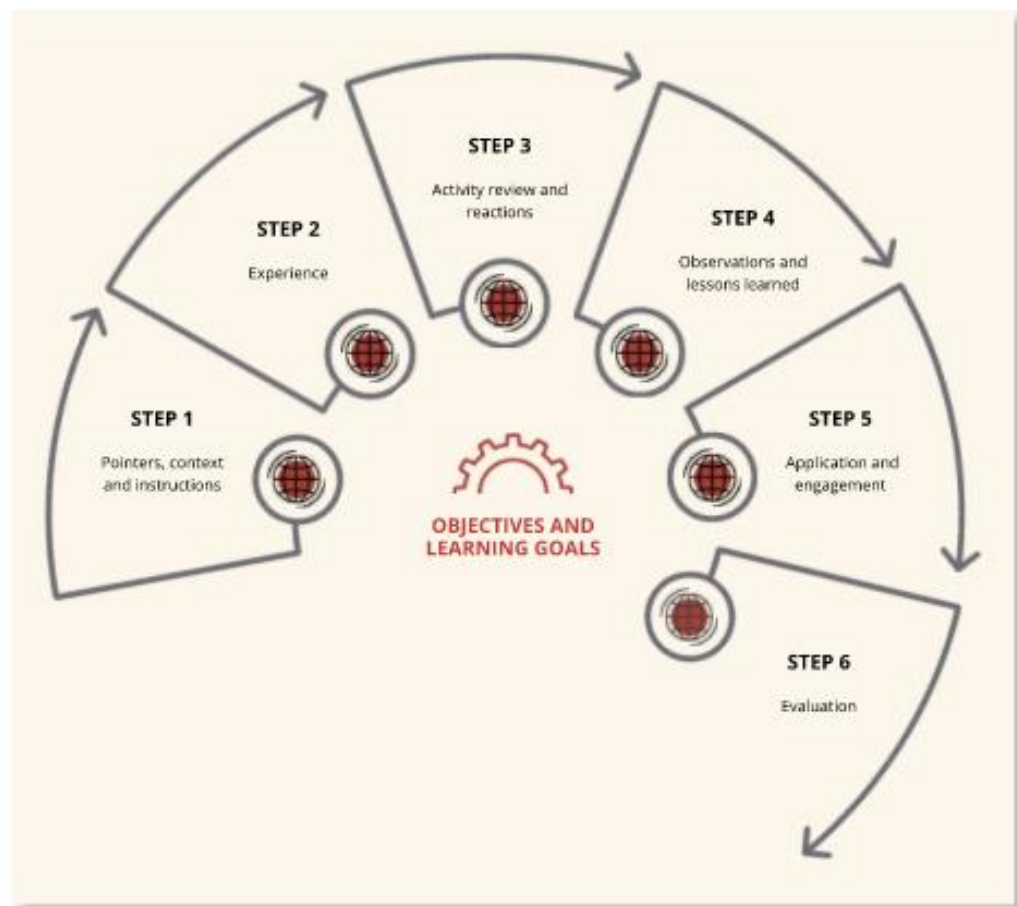 STEP 1
Pointers, context
and instructions
STEP 2
Experience
STEP 3
Activity review and
reactions
STEP 4
Observations and
lessons learned
STEP 5
Application and
engagement
STEP 6
Evaluation
OBJECTIVES AND
LEARNING GOALS